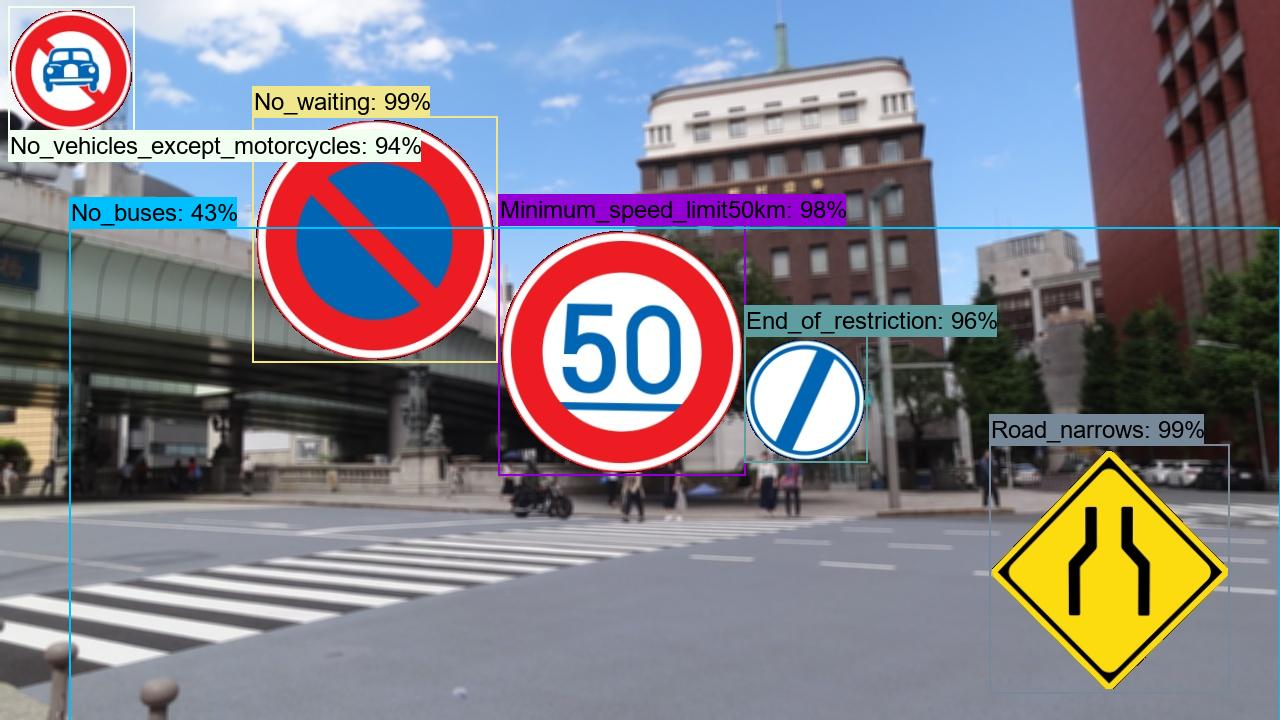 No_waiting: 99%
No_vehicles_except_motorcycles: 94%
No_buses: 43%
Minimum_speed_limit50km: 98%
50
End_of_restriction: 96%
Road_narrows: 99%